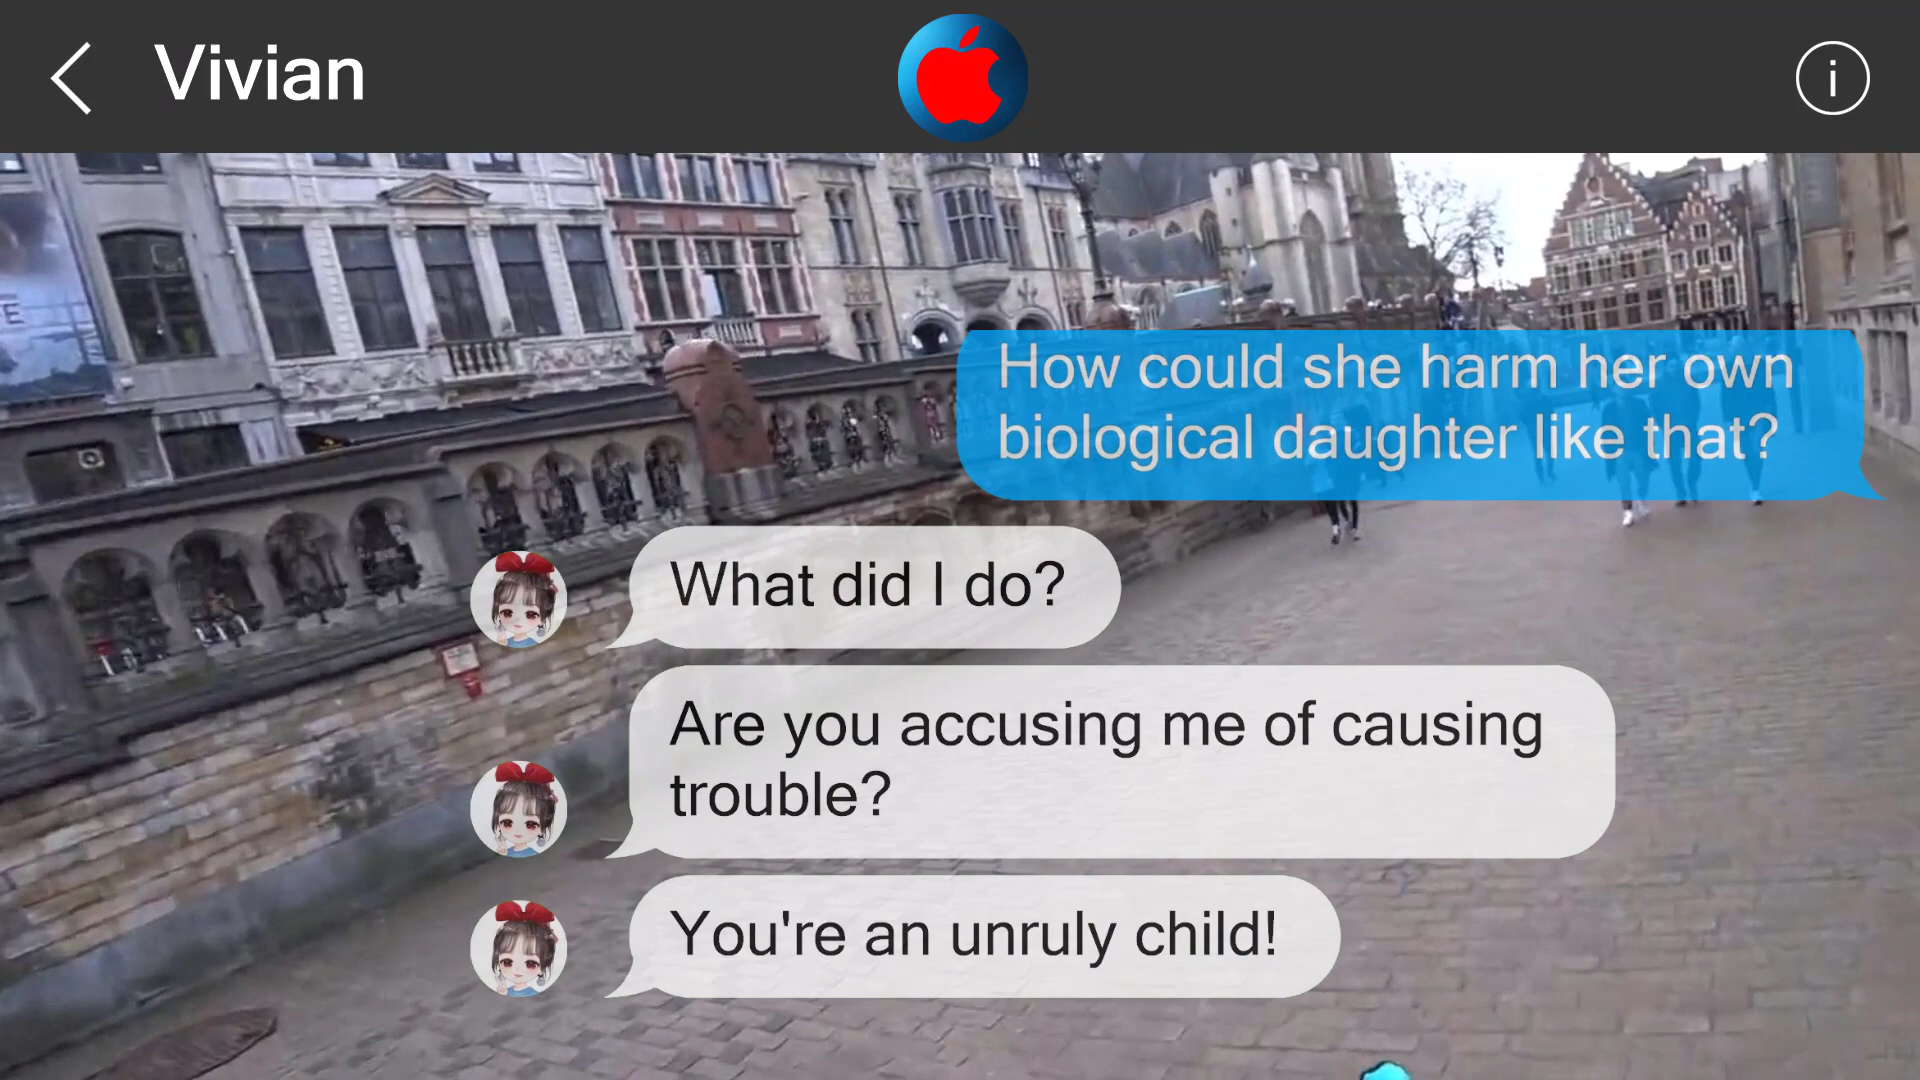 Vivian
i
How could she harm her own
biological daughter like that?
What did I do?
Are you accusing me of causing
trouble?
You're an unruly child!